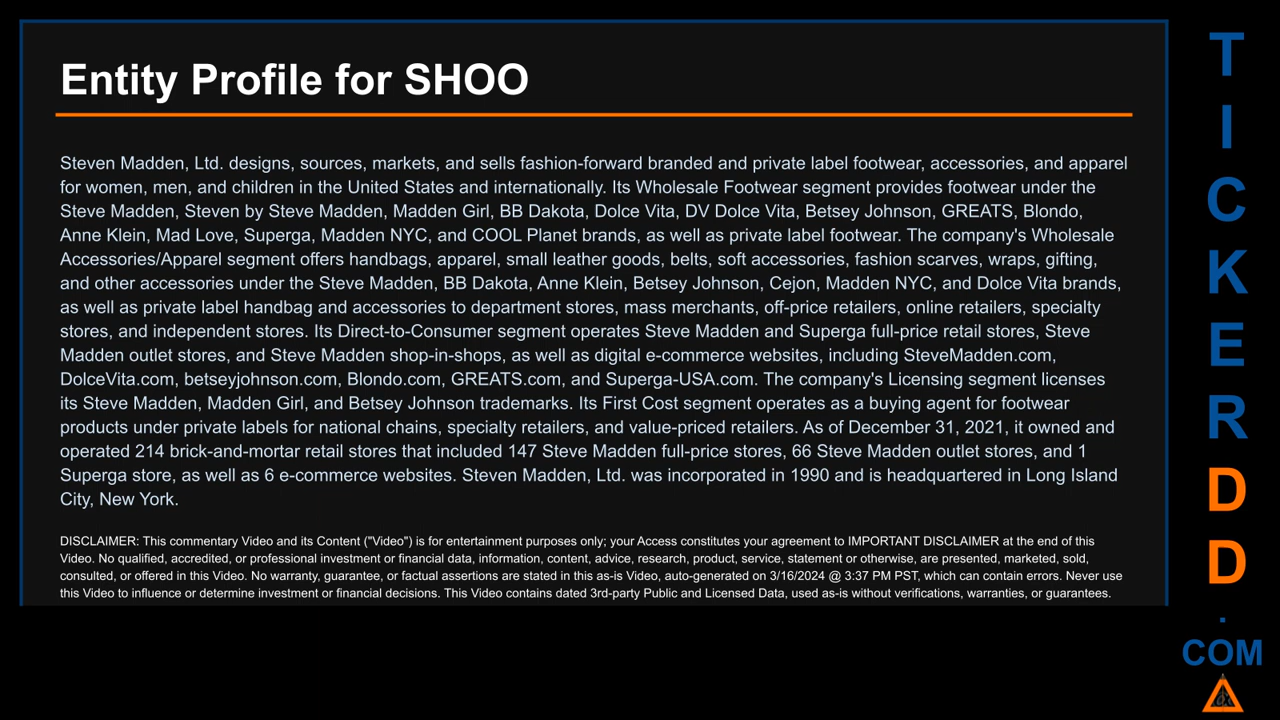 Entity Profile for SHOO
Steven Madden, Ltd. designs, sources, markets, and sells fashion-forward branded and private label footwear, accessories, and apparel
for women, men, and children in the United States and internationally. Its Wholesale Footwear segment provides footwear under the
Steve Madden, Steven by Steve Madden, Madden Girl, BB Dakota, Dolce Vita, DV Dolce Vita, Betsey Johnson, GREATS, Blondo,
Anne Klein, Mad Love, Superga, Madden NYC, and COOL Planet brands, as well as private label footwear. The company's Wholesale
Accessories/Apparel segment offers handbags, apparel, small leather goods, belts, soft accessories, fashion scarves, wraps, gifting,
and other accessories under the Steve Madden, BB Dakota, Anne Klein, Betsey Johnson, Cejon, Madden NYC, and Dolce Vita brands,
as well as private label handbag and accessories to department stores, mass merchants, off-price retailers, online retailers, specialty
stores, and independent stores. Its Direct-to-Consumer segment operates Steve Madden and Superga full-price retail stores, Steve
Madden outlet stores, and Steve Madden shop-in-shops, as well as digital e-commerce websites, including SteveMadden.com,
DolceVita.com, betseyjohnson.com, Blondo.com, GREATS.com, and Superga-USA.com. The company's Licensing segment licenses
its Steve Madden, Madden Girl, and Betsey Johnson trademarks. Its First Cost segment operates as a buying agent for footwear
products under private labels for national chains, specialty retailers, and value-priced retailers. As of December 31, 2021, it owned and
operated 214 brick-and-mortar retail stores that included 147 Steve Madden full-price stores, 66 Steve Madden outlet stores, and 1
Superga store, as well as 6 e-commerce websites. Steven Madden, Ltd. was incorporated in 1990 and is headquartered in Long Island
City, New York.
DISCLAIMER: This commentary Video and its Content ("Video") is for entertainment purposes only; your Access constitutes your agreement to IMPORTANT DISCLAIMER at the end of this
Video. No qualified, accredited, or professional investment or financial data, information, content, advice, research, product, service, statement or otherwise, are presented, marketed, sold,
consulted, or offered in this Video. No warranty, guarantee, or factual assertions are stated in this as-is Video, auto-generated on 3/16/2024 @ 3:37 PM PST, which can contain errors. Never use
this Video to influence or determine investment or financial decisions. This Video contains dated 3rd-party Public and Licensed Data, used as-is without verifications, warranties, or guarantees.
T
I
C
K
E
R
D
D
.
COM